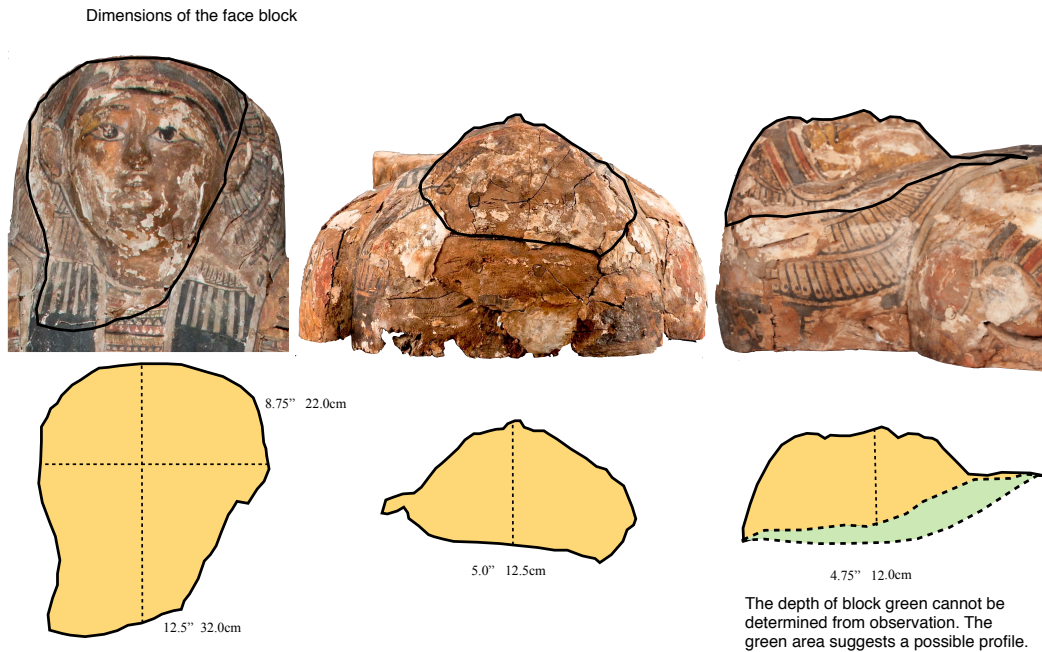 Dimensions of the face block
8.75” 22.0cm
5.0” 12.5cm
4.75” 12.0cm
12.5” 32.0cm
The depth of block green cannot be
determined from observation. The
green area suggests a possible profile.